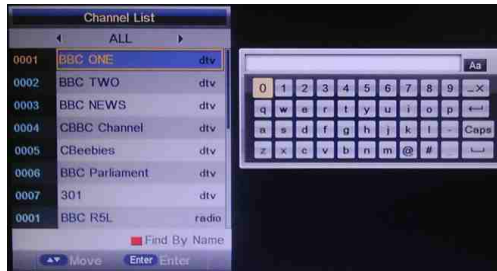 Channel List
ALL
0001 BBC ONE dtv
0002 BBC TWO dtv
0003 BBC NEWS dtv
0004 CBBC Channel dtv
0005 CBeebies dtv
0006 BBC Parliament dtv
0007 301 dtv
0001 BBC R5L radio
Find By Name
Move Enter Enter
Aa
0 1 2 3 4 5 6 7 8 9
q w e r t y u i o p
a s d f g h j k l - Caps
z x c v b n m @ #